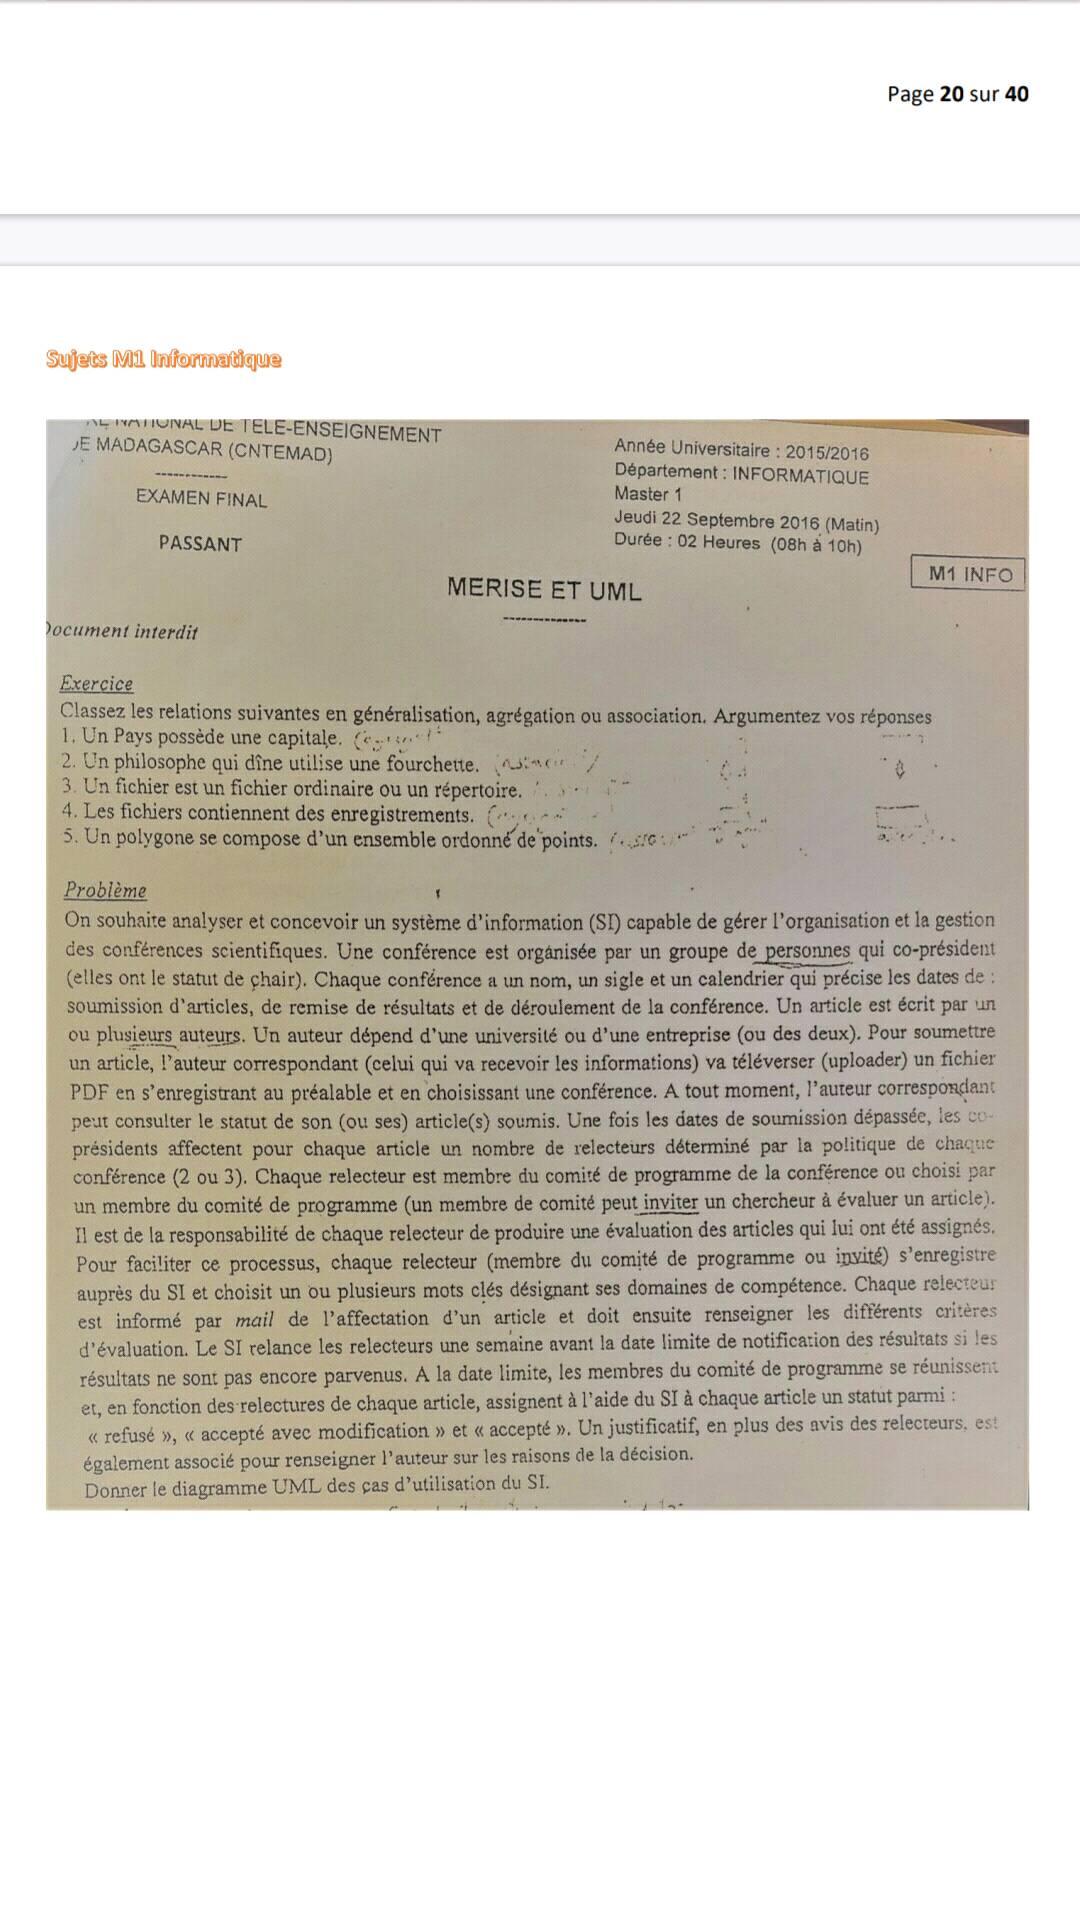 Page 20 sur 40
Sujets M1 Informatique
NATIONAL DE TELE-ENSEIGNEMENT
DE MADAGASCAR (CNTEMAD)
------------
EXAMEN FINAL
PASSANT
Année Universitaire : 2015/2016
Département : INFORMATIQUE
Master 1
Jeudi 22 Septembre 2016 (Matin)
Durée : 02 Heures (08h à 10h)
M1 INFO
MERISE ET UML
--------------
Document interdit
Exercice
Classez les relations suivantes en généralisation, agrégation ou association. Argumentez vos réponses
1. Un Pays possède une capitale.
2. Un philosophe qui dîne utilise une fourchette.
3. Un fichier est un fichier ordinaire ou un répertoire.
4. Les fichiers contiennent des enregistrements.
5. Un polygone se compose d'un ensemble ordonné de points.
Problème
On souhaite analyser et concevoir un système d'information (SI) capable de gérer l'organisation et la gestion
des conférences scientifiques. Une conférence est organisée par un groupe de personnes qui co-président
(elles ont le statut de chair). Chaque conférence a un nom, un sigle et un calendrier qui précise les dates de :
soumission d'articles, de remise de résultats et de déroulement de la conférence. Un article est écrit par un
ou plusieurs auteurs. Un auteur dépend d'une université ou d'une entreprise (ou des deux). Pour soumettre
un article, l'auteur correspondant (celui qui va recevoir les informations) va téléverser (uploader) un fichier
PDF en s'enregistrant au préalable et en choisissant une conférence. A tout moment, l'auteur correspondant
peut consulter le statut de son (ou ses) article(s) soumis. Une fois les dates de soumission dépassée, les co-
présidents affectent pour chaque article un nombre de relecteurs déterminé par la politique de chaque
conférence (2 ou 3). Chaque relecteur est membre du comité de programme de la conférence ou choisi par
un membre du comité de programme (un membre de comité peut inviter un chercheur à évaluer un article).
Il est de la responsabilité de chaque relecteur de produire une évaluation des articles qui lui ont été assignés.
Pour faciliter ce processus, chaque relecteur (membre du comité de programme ou invité) s'enregistre
auprès du SI et choisit un ou plusieurs mots clés désignant ses domaines de compétence. Chaque relecteur
est informé par mail de l'affectation d'un article et doit ensuite renseigner les différents critères
d'évaluation. Le SI relance les relecteurs une semaine avant la date limite de notification des résultats si les
résultats ne sont pas encore parvenus. A la date limite, les membres du comité de programme se réunissent
et, en fonction des relectures de chaque article, assignent à l'aide du SI à chaque article un statut parmi :
« refusé », « accepté avec modification » et « accepté ». Un justificatif, en plus des avis des relecteurs, est
également associé pour renseigner l'auteur sur les raisons de la décision.
Donner le diagramme UML des cas d'utilisation du SI.